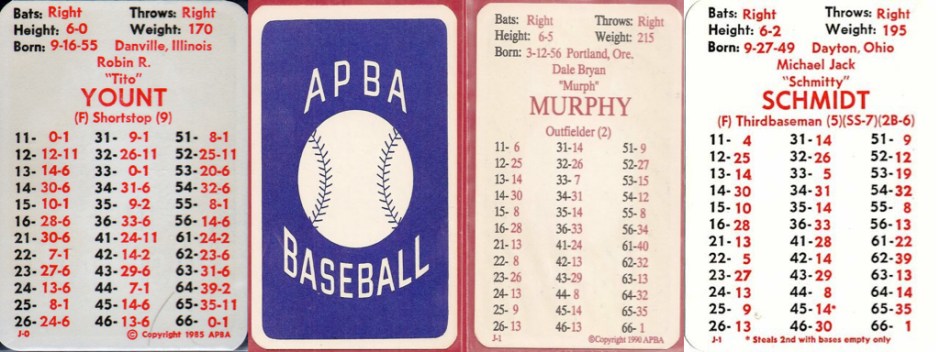 Bats: Right Throws: Right
Height: 6-0 Weight: 170
Born: 9-16-55 Danville, Illinois
Robin R.
"Tito"
YOUNT
(F) Shortstop (9)
11- 0-1 31- 9-1 51- 8-1
12- 12-11 32- 26-11 52- 25-11
13- 14-6 33- 0-1 53- 20-6
14- 30-6 34- 31-6 54- 32-6
15- 10-1 35- 9-2 55- 8-1
16- 28-6 36- 33-6 56- 14-6
21- 30-6 41- 24-11 61- 24-2
22- 7-1 42- 14-2 62- 23-6
23- 27-6 43- 29-6 63- 31-6
24- 13-6 44- 7-1 64- 39-2
25- 8-1 45- 14-6 65- 35-11
26- 24-6 46- 13-6 66- 0-1
J-0 © Copyright 1985 APBA
APBA
BASEBALL
Bats: Right Throws: Right
Height: 6-5 Weight: 215
Born: 3-12-56 Portland, Ore.
Dale Bryan
"Murph"
MURPHY
Outfielder (2)
11- 6 31-14 51- 9
12-25 32-26 52-27
13-14 33- 7 53-15
14-30 34-31 54-12
15- 8 35-14 55- 8
16-28 36-33 56-34
21-13 41-24 61-40
22- 8 42-13 62-32
23-26 43-29 63-13
24-13 44- 8 64-32
25- 9 45-14 65-35
26-13 46-13 66- 1
J-1 ©Copyright 1990 APBA
Bats: Right Throws: Right
Height: 6-2 Weight: 195
Born: 9-27-49 Dayton, Ohio
Michael Jack
"Schmitty"
SCHMIDT
(F) Thirdbaseman (5)(SS-7)(2B-6)
11- 4 31-14 51- 9
12-25 32-26 52-12
13-14 33- 5 53-19
14-30 34-31 54-32
15-10 35-14 55- 8
16-28 36-33 56-14
21-13 41-28 61-22
22- 5 42-14 62-39
23-27 43-29 63-13
24-13 44- 8 64-14
25- 9 45-14* 65-35
26-13 46-30 66- 1
J-1 * Steals 2nd with bases empty only